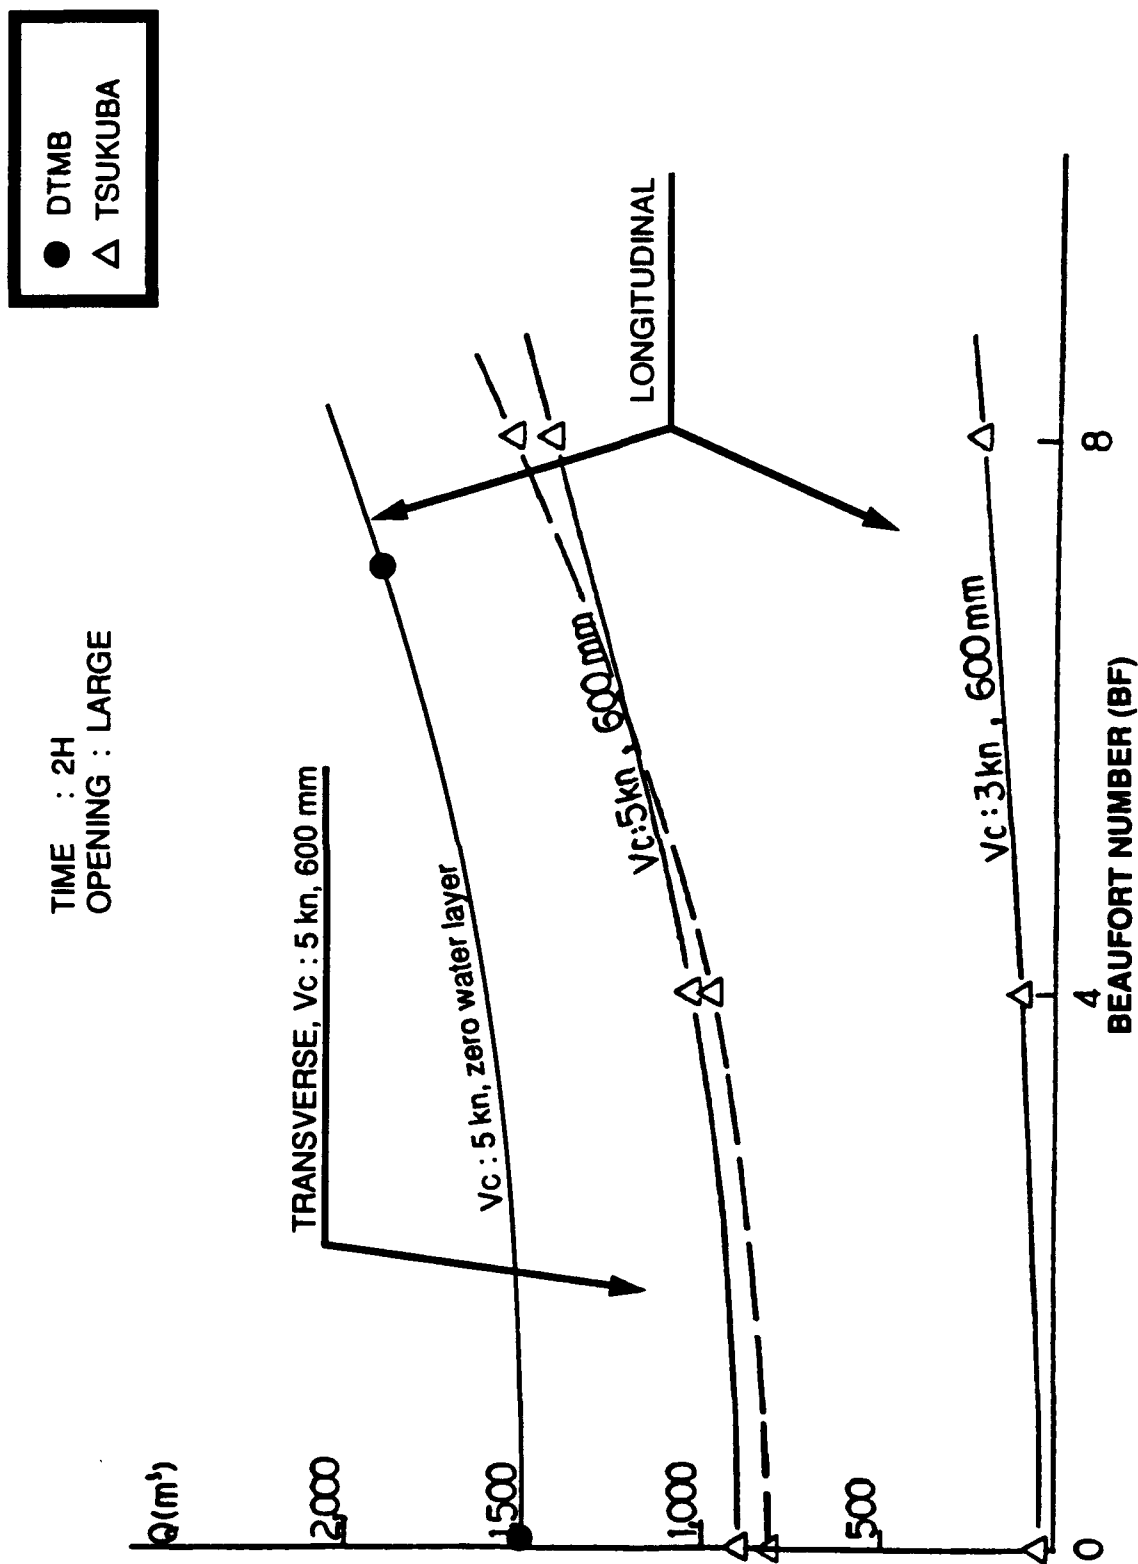 DTMB
TSUKUBA
TIME : 2H
OPENING : LARGE
Q(m³)
2,000
1,500
1,000
500
TRANSVERSE, Vc : 5 kn, 600 mm
Vc : 5 kn, zero water layer
LONGITUDINAL
Vc:5kn, 600mm
Vc:3kn, 600mm
0
4
8
BEAUFORT NUMBER (BF)